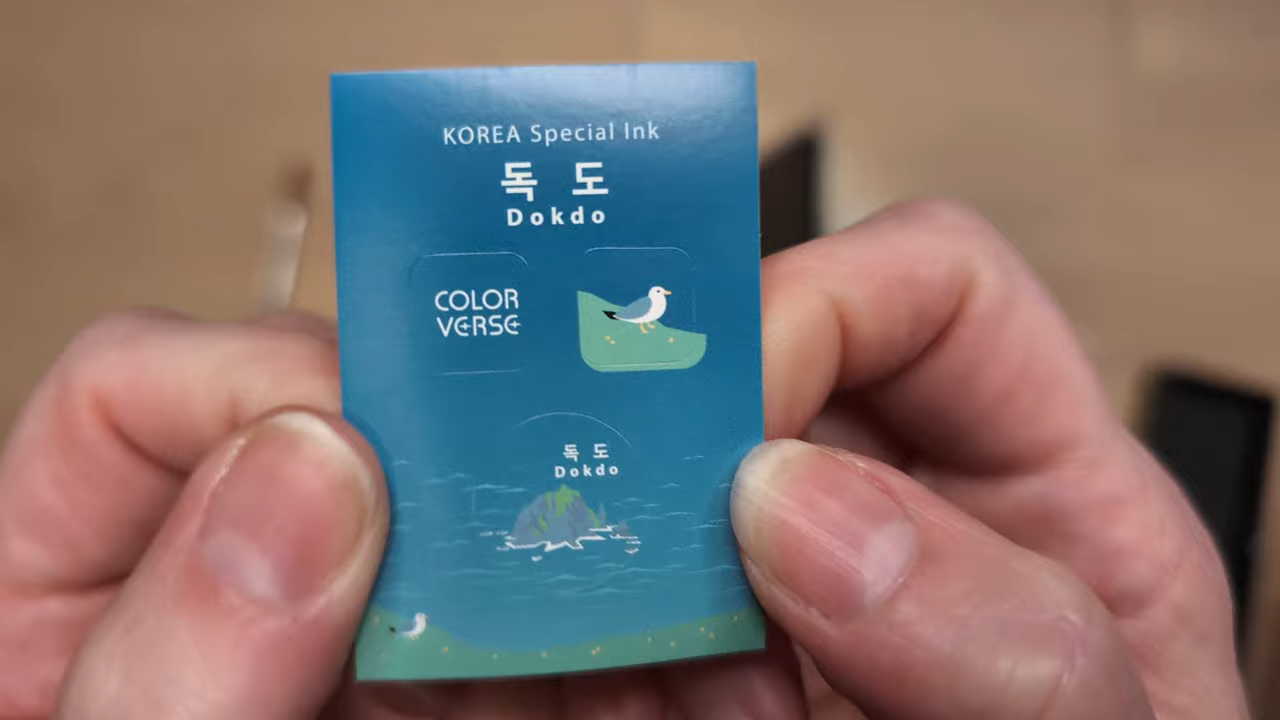 KOREA Special Ink
독 도
Dokdo
COLOR
VERSE
독 도
Dokdo